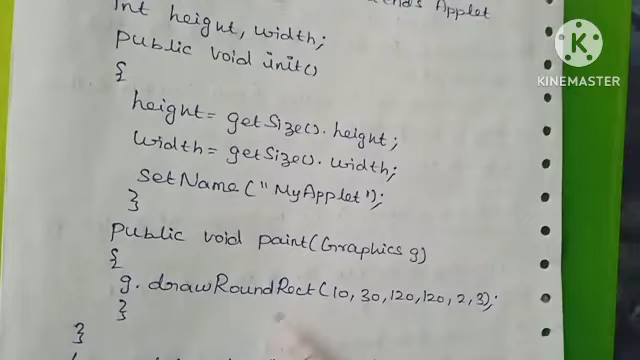 Applet
int height, width;
public void init()
{
height = getSize().height;
width = getSize().width;
setName("MyApplet");
}
public void paint(Graphics g)
{
g.drawRoundRect(10, 30, 120, 120, 2, 3);
}
}
KINEMASTER